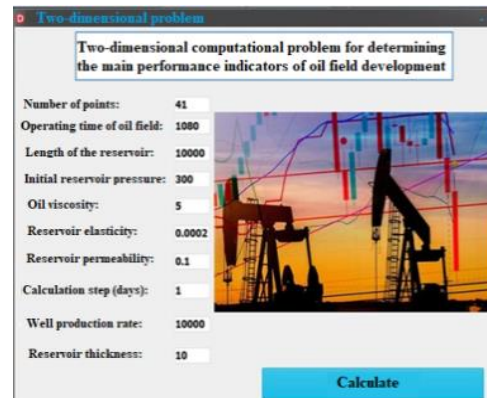 Two-dimensional problem
Two-dimensional computational problem for determining
the main performance indicators of oil field development
Number of points: 41
Operating time of oil field: 1080
Length of the reservoir: 10000
Initial reservoir pressure: 300
Oil viscosity: 5
Reservoir elasticity: 0.0002
Reservoir permeability: 0.1
Calculation step (days): 1
Well production rate: 10000
Reservoir thickness: 10
Calculate